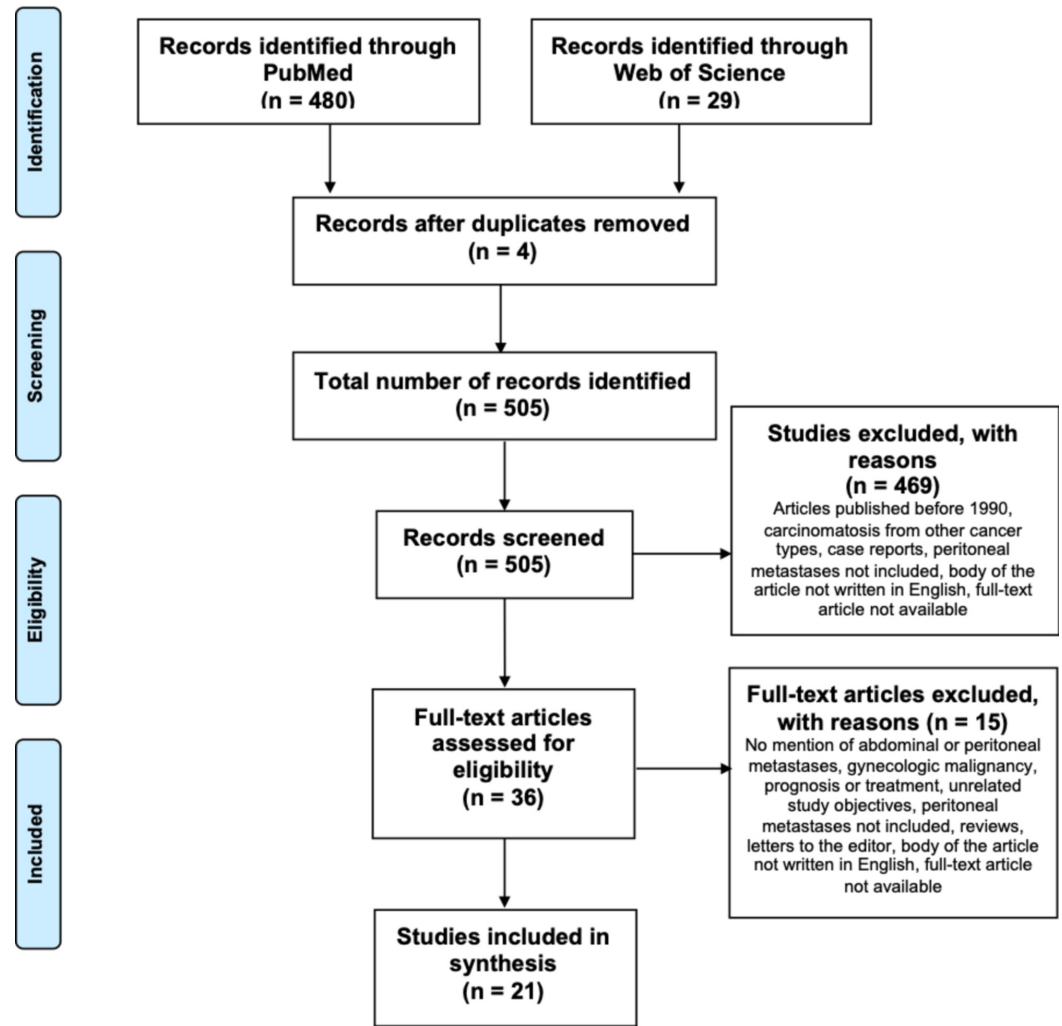 Identification
Records identified through
PubMed
(n = 480)
Records identified through
Web of Science
(n = 29)
Records after duplicates removed
(n = 4)
Screening
Total number of records identified
(n = 505)
Studies excluded, with
reasons
(n = 469)
Articles published before 1990,
carcinomatosis from other cancer
types, case reports, peritoneal
metastases not included, body of the
article not written in English, full-text
article not available
Eligibility
Records screened
(n = 505)
Full-text articles
assessed for
eligibility
(n = 36)
Full-text articles excluded,
with reasons (n = 15)
No mention of abdominal or peritoneal
metastases, gynecologic malignancy,
prognosis or treatment, unrelated
study objectives, peritoneal
metastases not included, reviews,
letters to the editor, body of the article
not written in English, full-text article
not available
Included
Studies included in
synthesis
(n = 21)